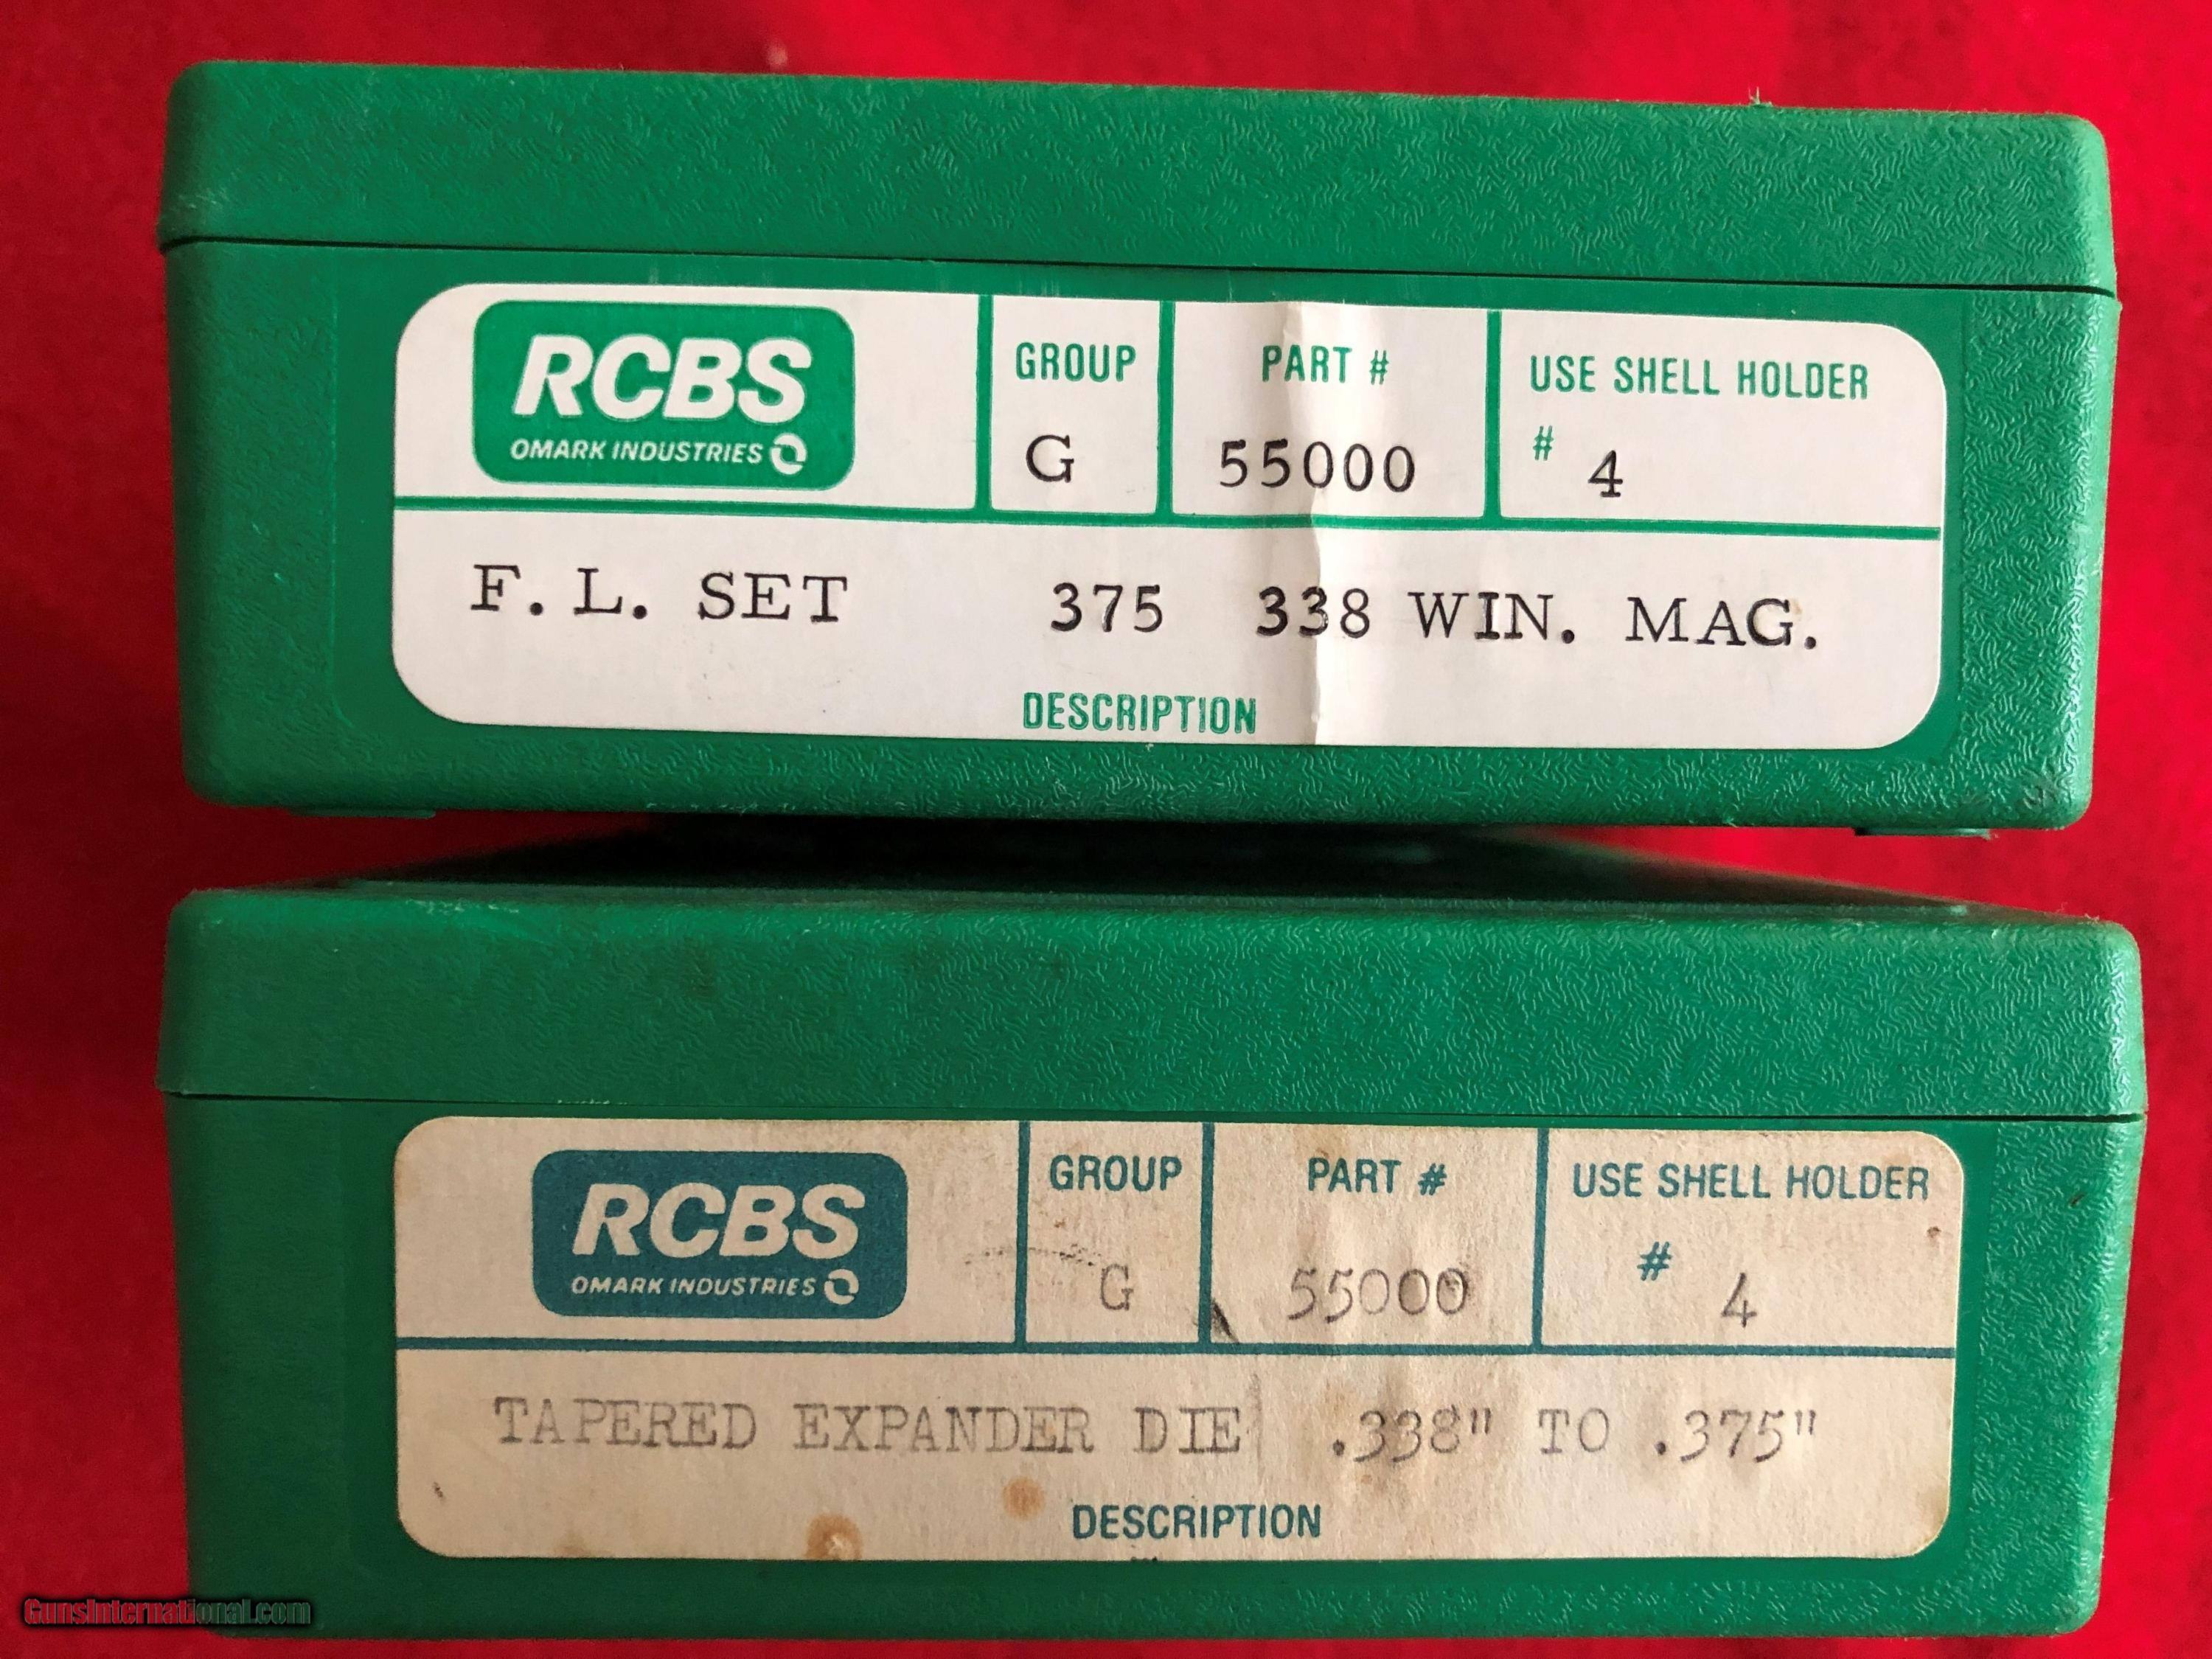 RCBS
OMARK INDUSTRIES
GROUP PART # USE SHELL HOLDER
G 55000 # 4
F. L. SET 375 338 WIN. MAG.
DESCRIPTION
RCBS
OMARK INDUSTRIES
GROUP PART # USE SHELL HOLDER
G 55000 # 4
TAPERED EXPANDER DIE .338" TO .375"
DESCRIPTION
GunsInternational.com